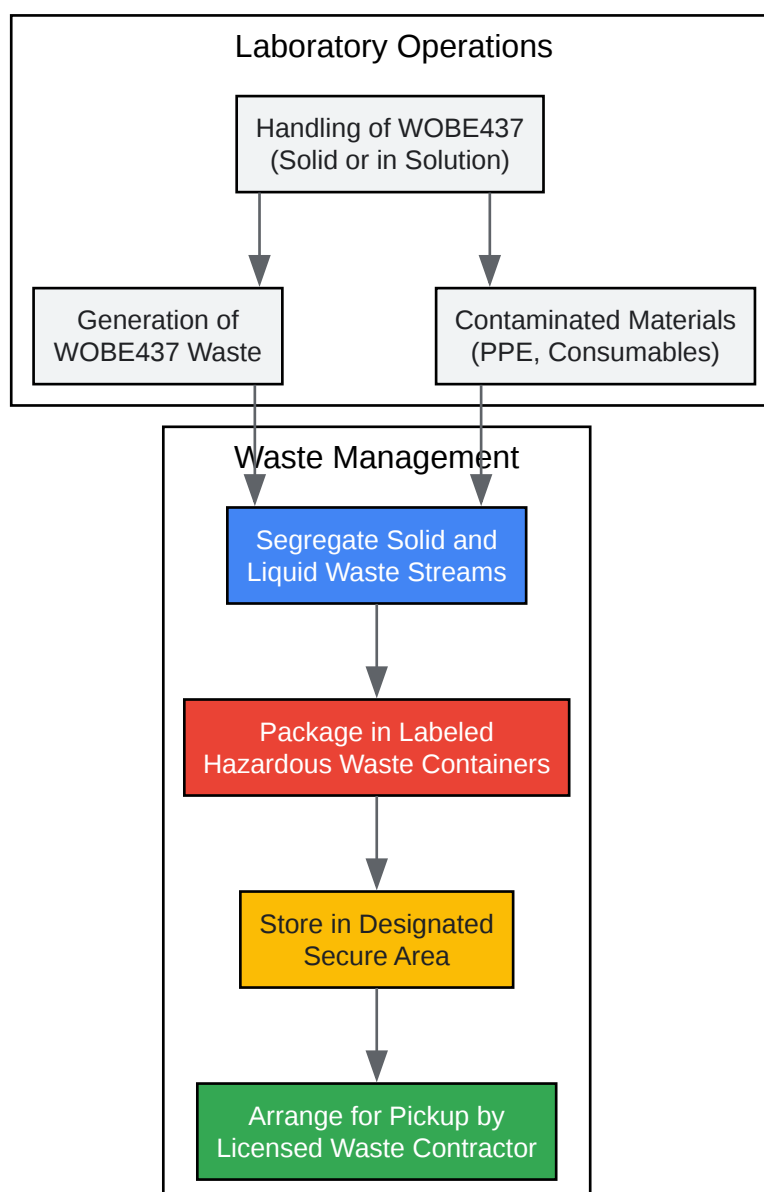 Laboratory Operations
Handling of WOBE437
(Solid or in Solution)
Generation of
WOBE437 Waste
Contaminated Materials
(PPE, Consumables)
Waste Management
Segregate Solid and
Liquid Waste Streams
Package in Labeled
Hazardous Waste Containers
Store in Designated
Secure Area
Arrange for Pickup by
Licensed Waste Contractor